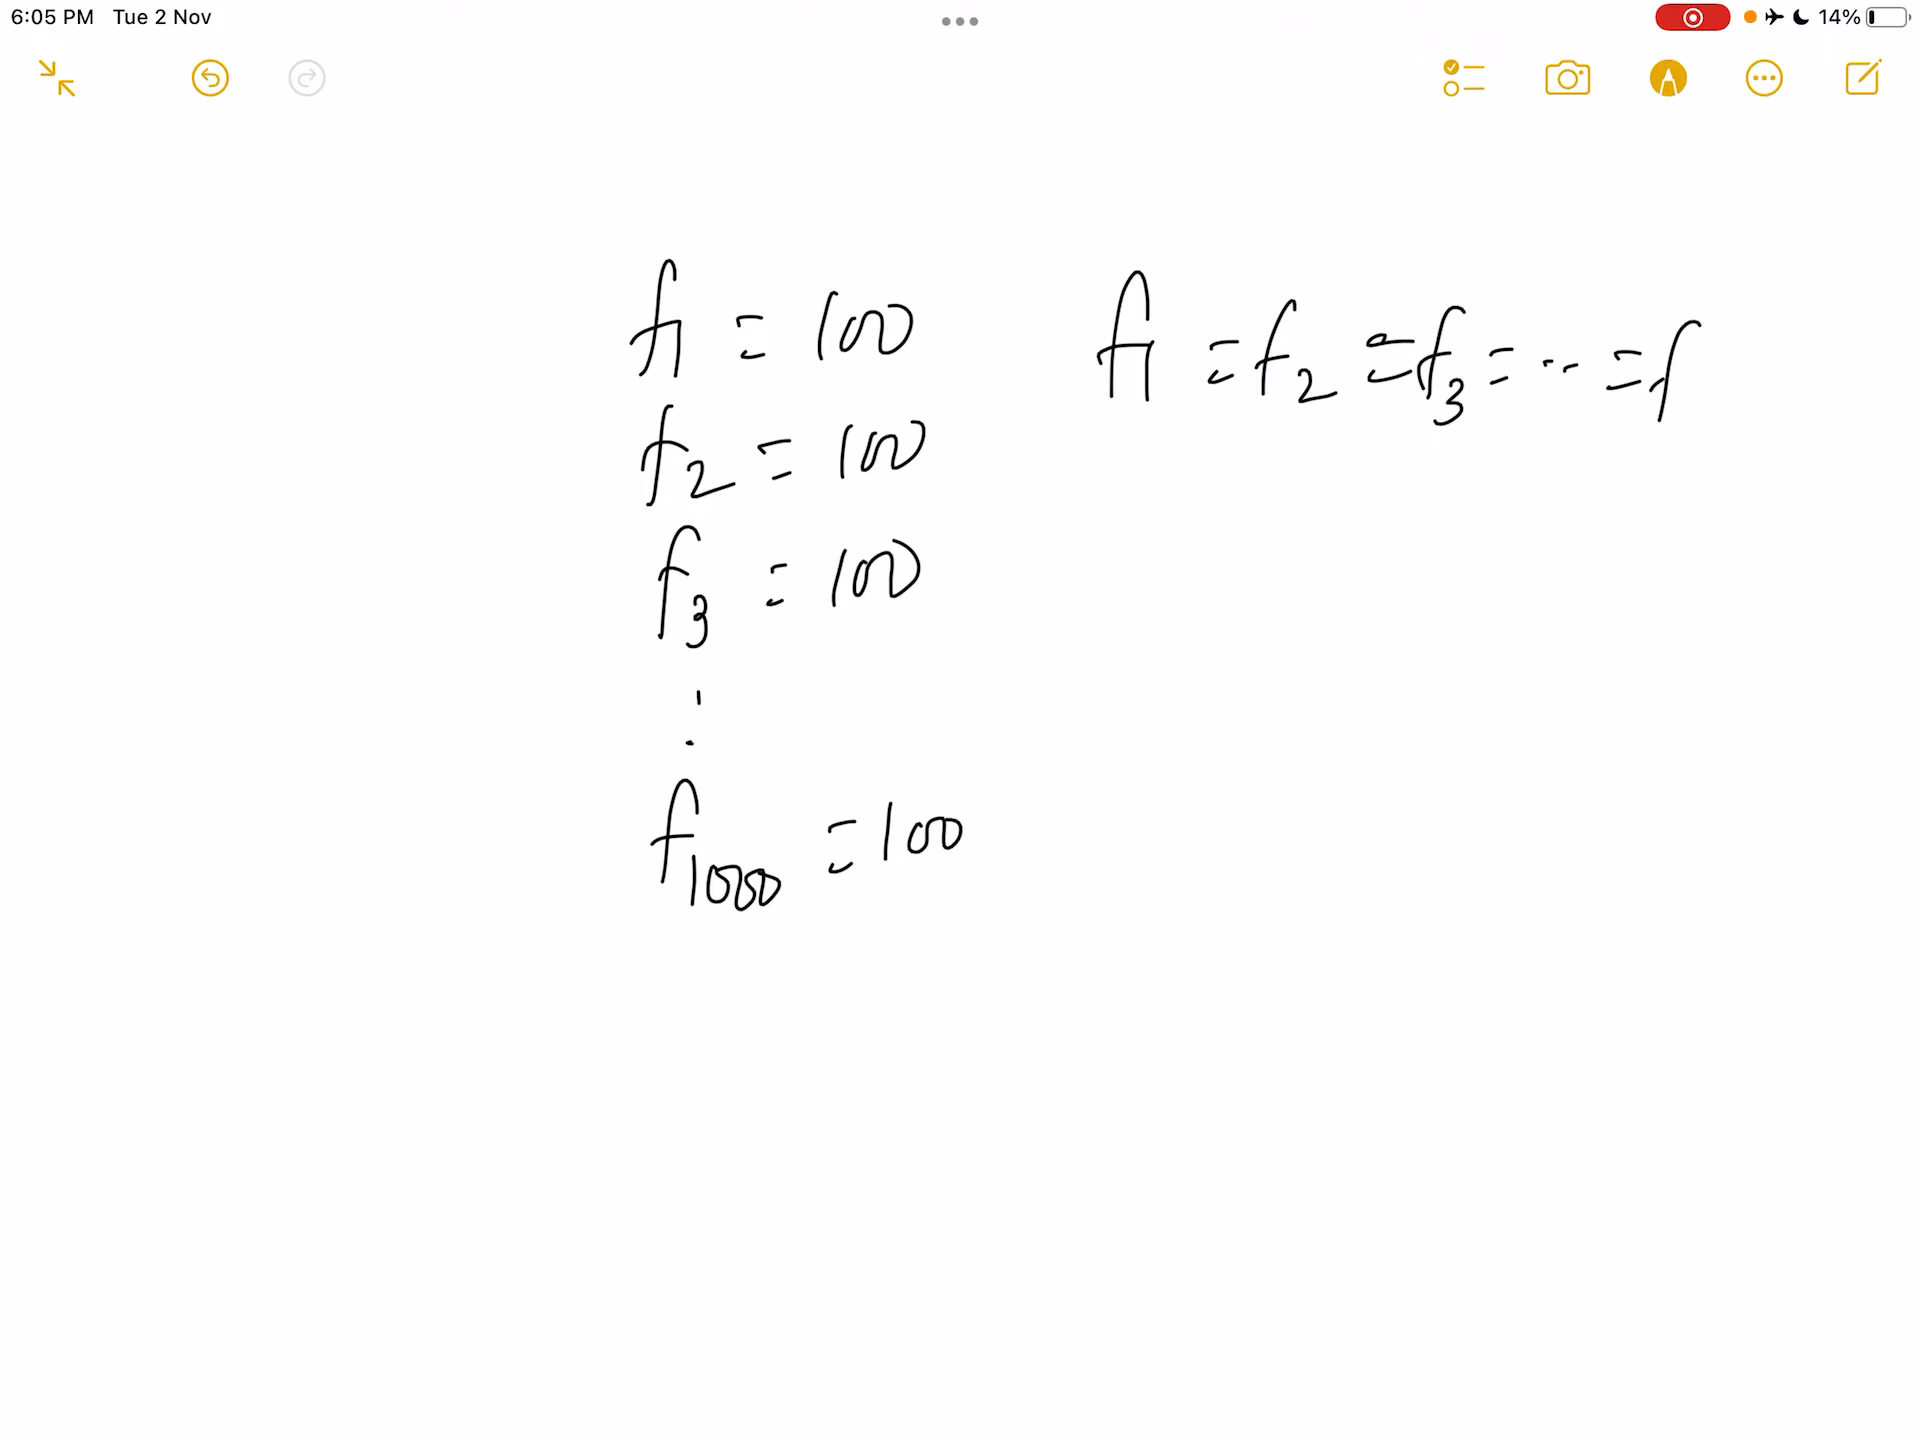 6:05 PM Tue 2 Nov
14%
f1 = 100
f1 = f2 = f3 = .. = f
f2 = 100
f3 = 100
:
f1000 = 100